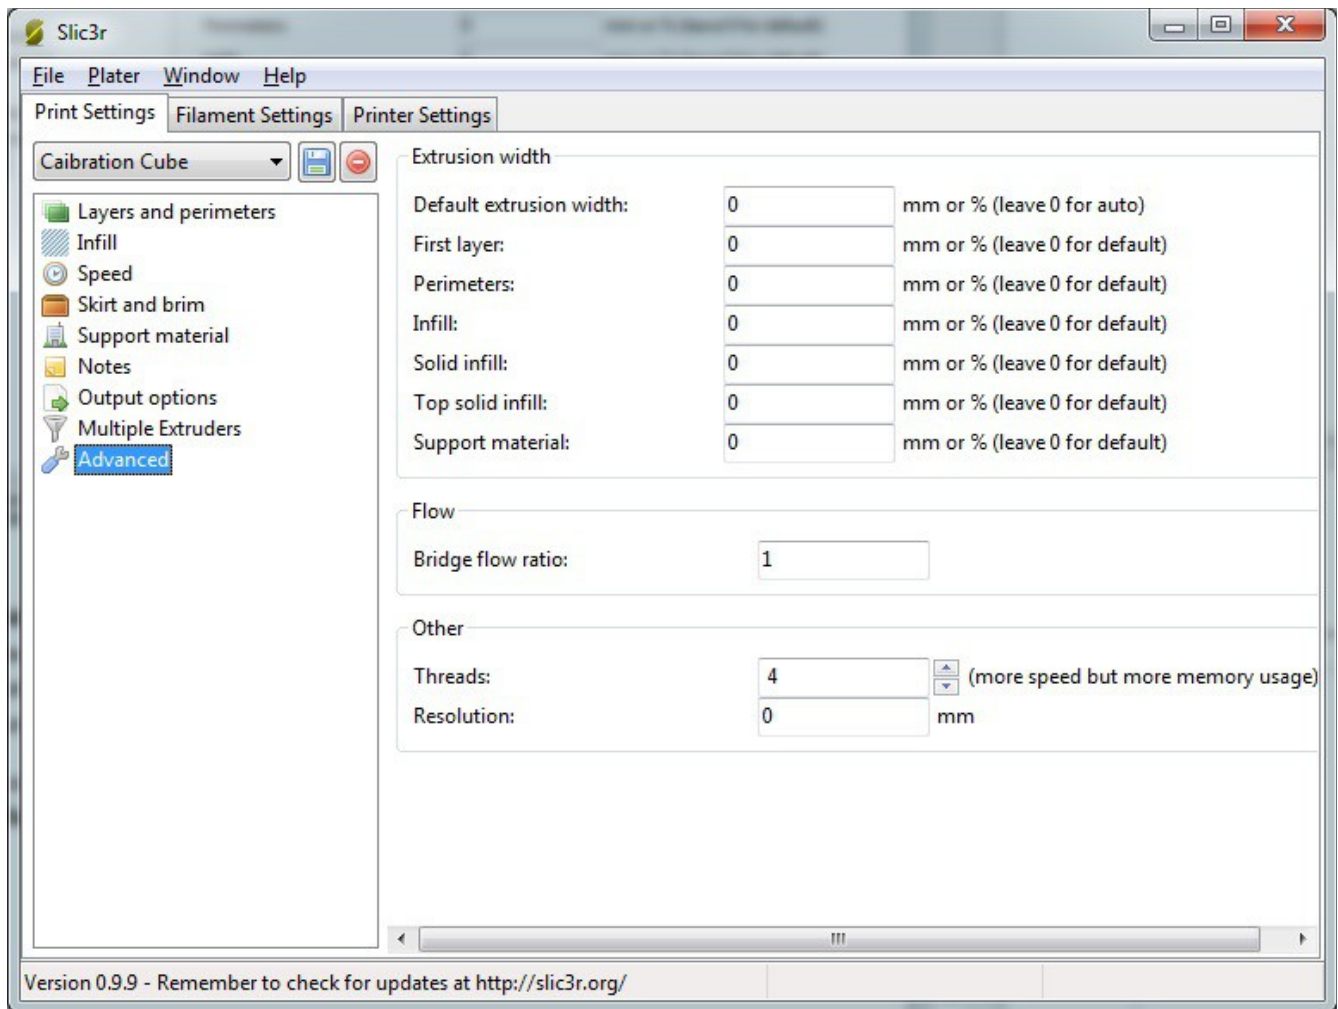 Slic3r
File Plater Window Help
Print Settings Filament Settings Printer Settings
Caibration Cube
Layers and perimeters
Infill
Speed
Skirt and brim
Support material
Notes
Output options
Multiple Extruders
Advanced
Extrusion width
Default extrusion width: 0 mm or % (leave 0 for auto)
First layer: 0 mm or % (leave 0 for default)
Perimeters: 0 mm or % (leave 0 for default)
Infill: 0 mm or % (leave 0 for default)
Solid infill: 0 mm or % (leave 0 for default)
Top solid infill: 0 mm or % (leave 0 for default)
Support material: 0 mm or % (leave 0 for default)
Flow
Bridge flow ratio: 1
Other
Threads: 4 (more speed but more memory usage)
Resolution: 0 mm
Version 0.9.9 - Remember to check for updates at http://slic3r.org/